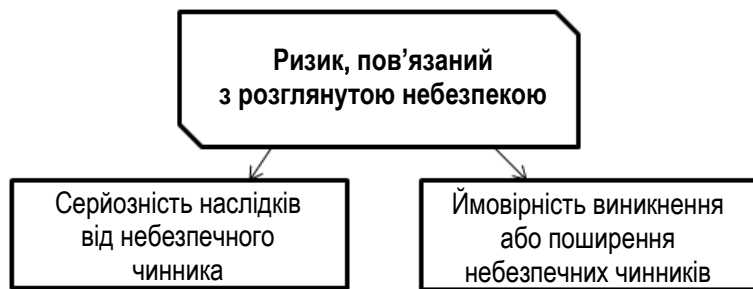 Ризик, пов’язаний
з розглянутою небезпекою
Серйозність наслідків
від небезпечного
чинника
Ймовірність виникнення
або поширення
небезпечних чинників